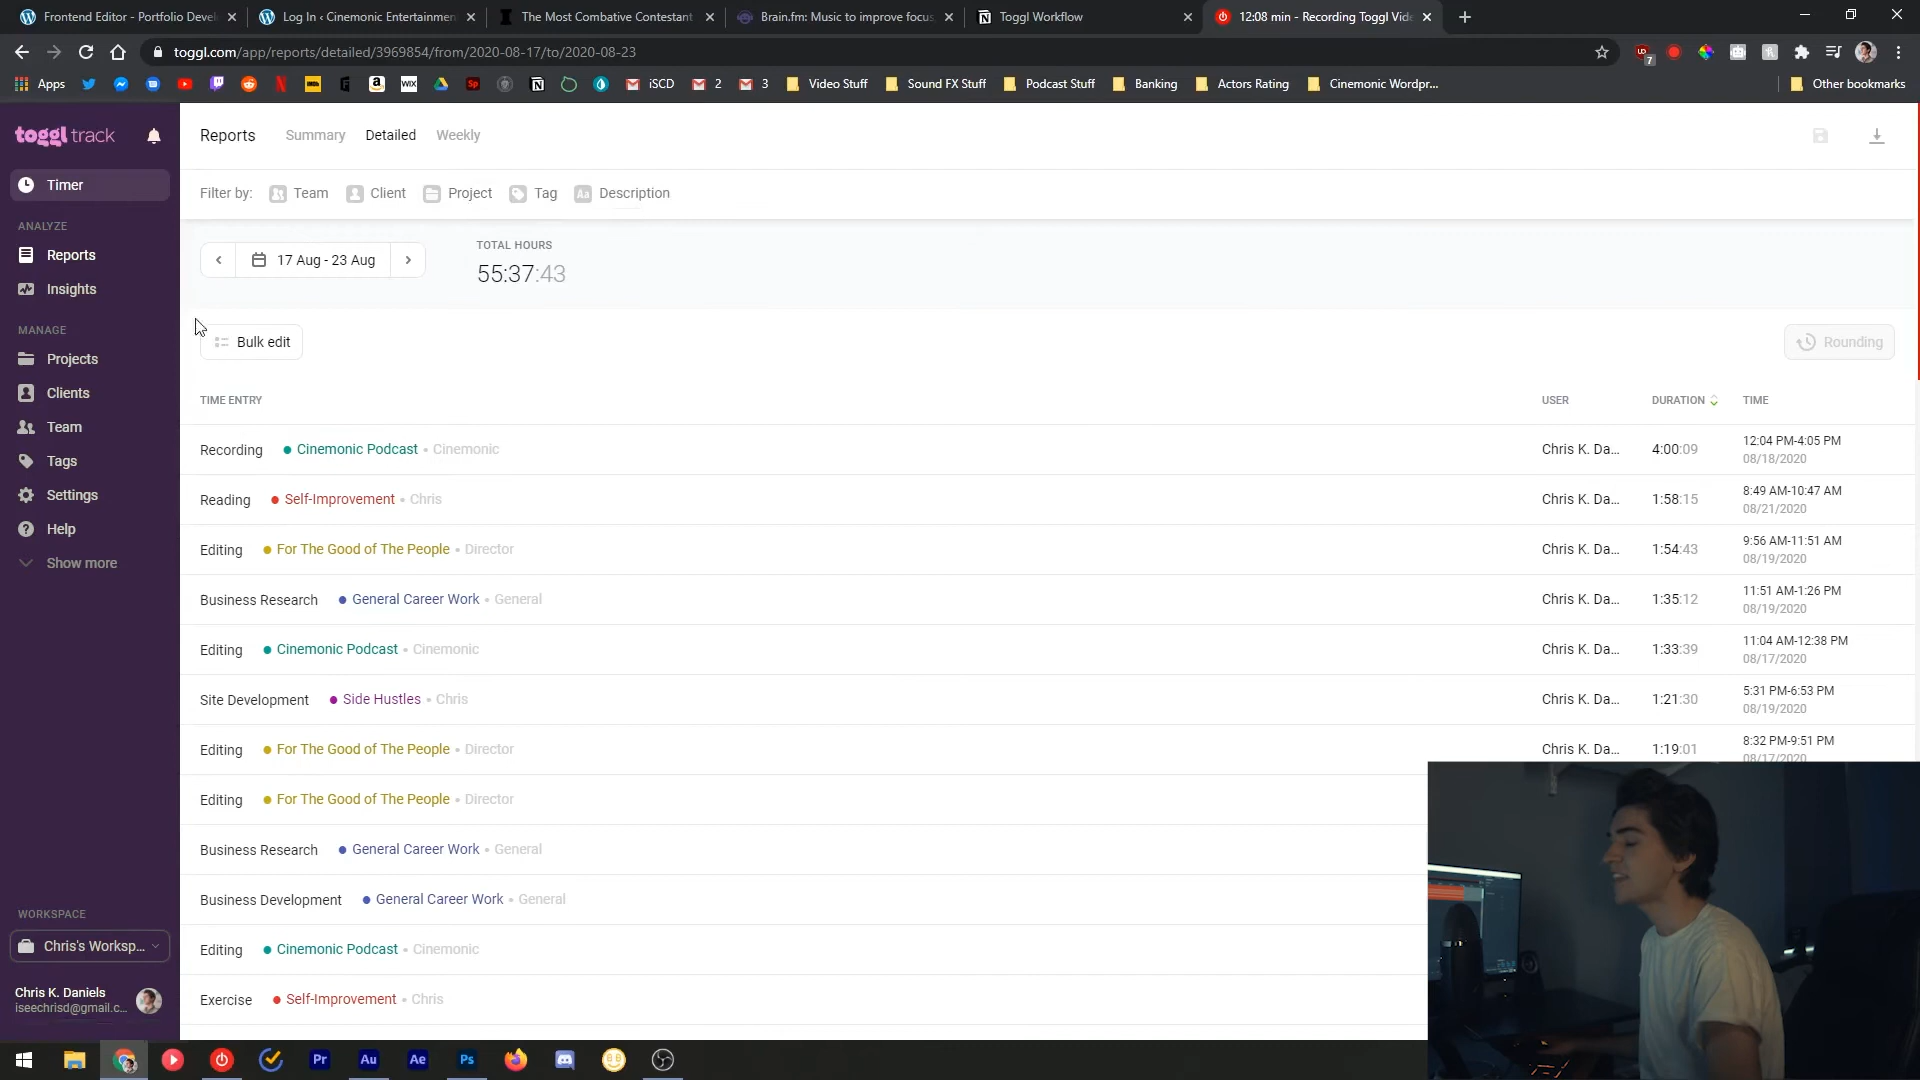 Frontend Editor - Portfolio Devel
Log In ‹ Cinemonic Entertainmen
The Most Combative Contestant
Brain.fm: Music to improve focus
Toggl Workflow
12:08 min - Recording Toggl Vid
toggl.com/app/reports/detailed/3969854/from/2020-08-17/to/2020-08-23
7
Apps
WIX
iSCD
2
3
Video Stuff
Sound FX Stuff
Podcast Stuff
Banking
Actors Rating
Cinemonic Wordpr...
Other bookmarks
toggl track
Timer
ANALYZE
Reports
Insights
MANAGE
Projects
Clients
Team
Tags
Settings
Help
Show more
WORKSPACE
Chris's Worksp...
Chris K. Daniels
iseechrisd@gmail.c...
Reports
Summary
Detailed
Weekly
Filter by:
Team
Client
Project
Tag
Aa
Description
17 Aug - 23 Aug
TOTAL HOURS
55:37:43
Bulk edit
Rounding
TIME ENTRY
USER
DURATION
TIME
Recording • Cinemonic Podcast • Cinemonic
Chris K. Da...
4:00:09
12:04 PM-4:05 PM
08/18/2020
Reading • Self-Improvement • Chris
Chris K. Da...
1:58:15
8:49 AM-10:47 AM
08/21/2020
Editing • For The Good of The People • Director
Chris K. Da...
1:54:43
9:56 AM-11:51 AM
08/19/2020
Business Research • General Career Work • General
Chris K. Da...
1:35:12
11:51 AM-1:26 PM
08/19/2020
Editing • Cinemonic Podcast • Cinemonic
Chris K. Da...
1:33:39
11:04 AM-12:38 PM
08/17/2020
Site Development • Side Hustles • Chris
Chris K. Da...
1:21:30
5:31 PM-6:53 PM
08/19/2020
Editing • For The Good of The People • Director
Chris K. Da...
1:19:01
8:32 PM-9:51 PM
08/17/2020
Editing • For The Good of The People • Director
Business Research • General Career Work • General
Business Development • General Career Work • General
Editing • Cinemonic Podcast • Cinemonic
Exercise • Self-Improvement • Chris
Pr
Au
Ae
Ps